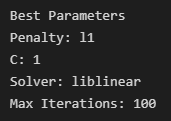 Best Parameters
Penalty: l1
C: 1
Solver: liblinear
Max Iterations: 100